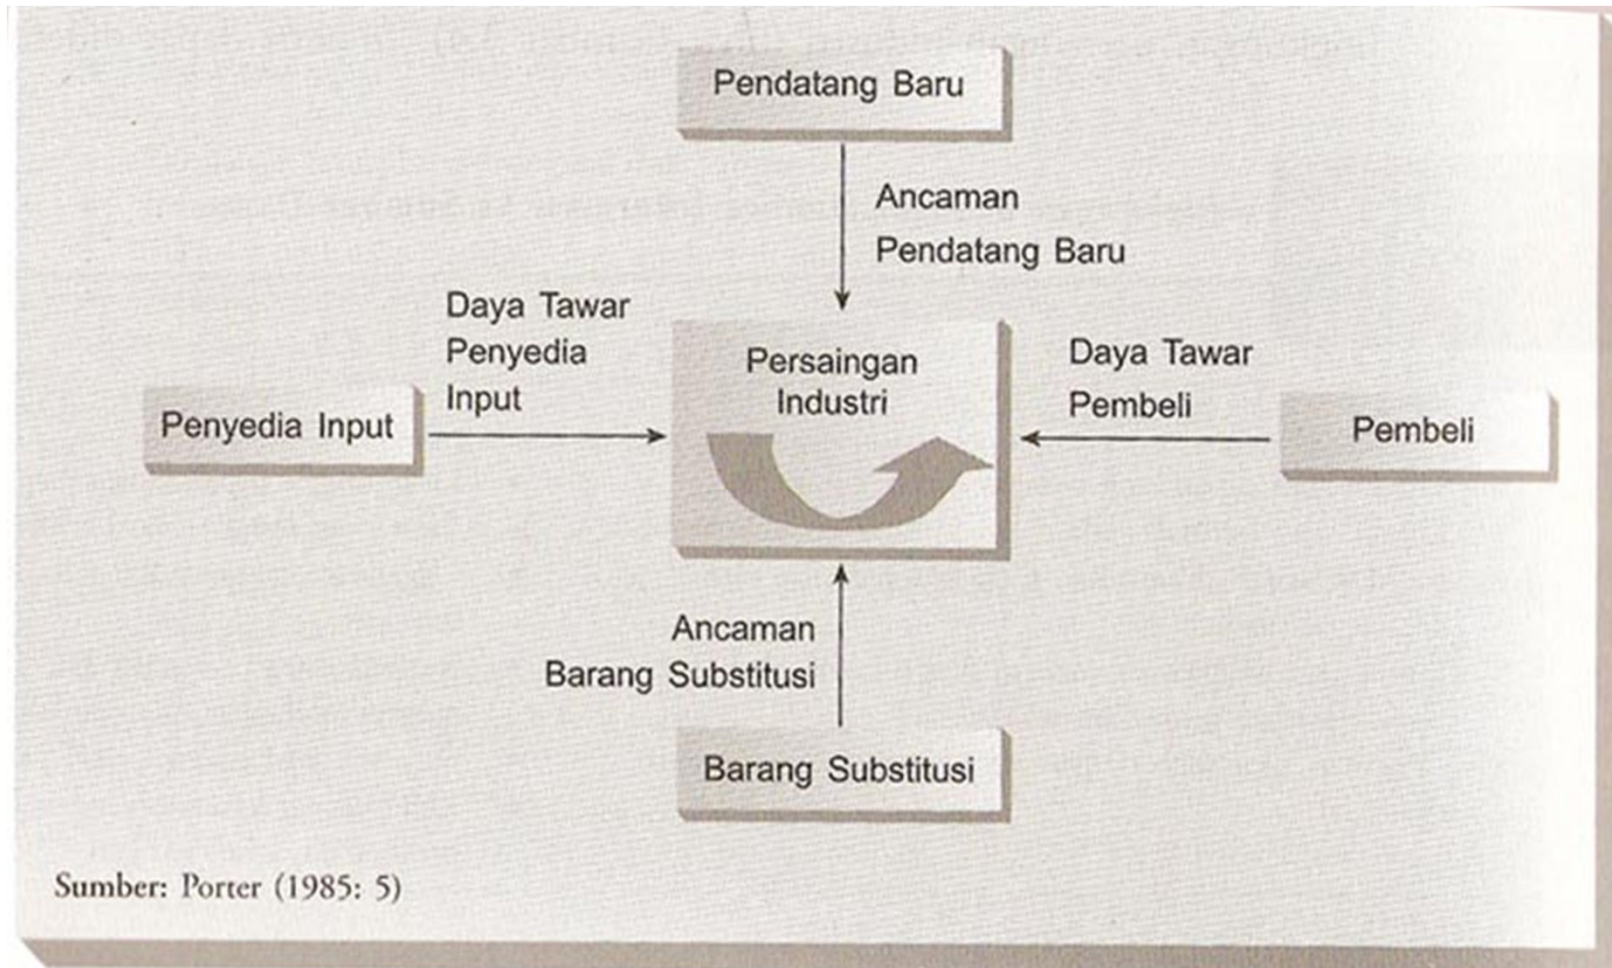 Pendatang Baru
Ancaman
Pendatang Baru
Daya Tawar
Penyedia
Input
Penyedia Input
Persaingan
Industri
Daya Tawar
Pembeli
Pembeli
Ancaman
Barang Substitusi
Barang Substitusi
Sumber: Porter (1985: 5)